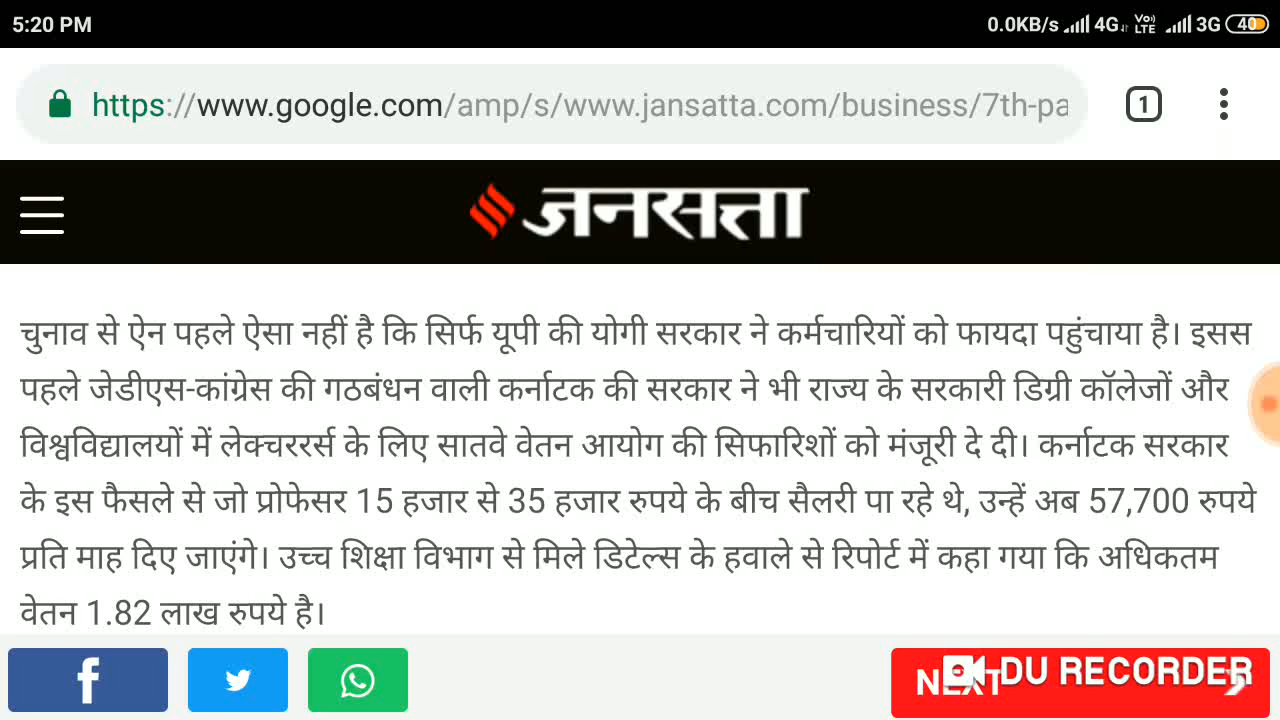 5:20 PM
0.0KB/s 4G Vo)) LTE 3G 40
https://www.google.com/amp/s/www.jansatta.com/business/7th-pa
1
जनसत्ता
चुनाव से ऐन पहले ऐसा नहीं है कि सिर्फ यूपी की योगी सरकार ने कर्मचारियों को फायदा पहुंचाया है। इसस
पहले जेडीएस-कांग्रेस की गठबंधन वाली कर्नाटक की सरकार ने भी राज्य के सरकारी डिग्री कॉलेजों और
विश्वविद्यालयों में लेक्चररर्स के लिए सातवे वेतन आयोग की सिफारिशों को मंजूरी दे दी। कर्नाटक सरकार
के इस फैसले से जो प्रोफेसर 15 हजार से 35 हजार रुपये के बीच सैलरी पा रहे थे, उन्हें अब 57,700 रुपये
प्रति माह दिए जाएंगे। उच्च शिक्षा विभाग से मिले डिटेल्स के हवाले से रिपोर्ट में कहा गया कि अधिकतम
वेतन 1.82 लाख रुपये है।
f
NEXT
DU RECORDER